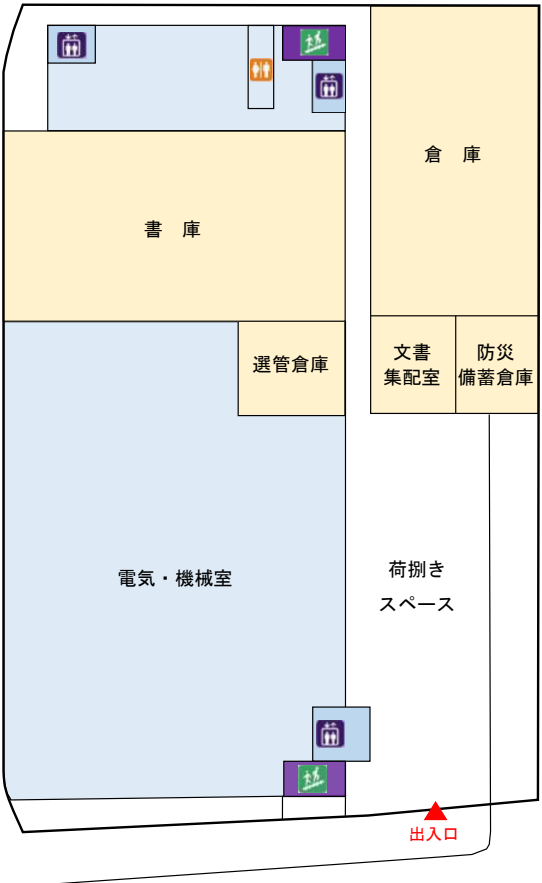 倉　庫
書　庫
選管倉庫
文書
集配室
防災
備蓄倉庫
電気・機械室
荷捌き
スペース
出入口